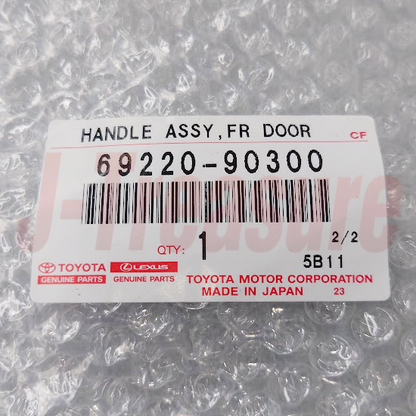 HANDLE ASSY,FR DOOR CF
69220-90300
J-Treasure
QTY: 1 2/2
5B11
TOYOTA LEXUS
GENUINE PARTS GENUINE PARTS
TOYOTA MOTOR CORPORATION
MADE IN JAPAN 23